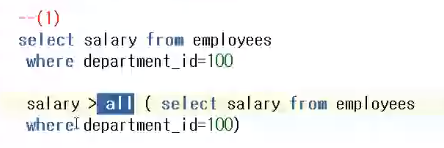 --(1)
select salary from employees
where department_id=100
salary > all ( select salary from employees
where department_id=100)